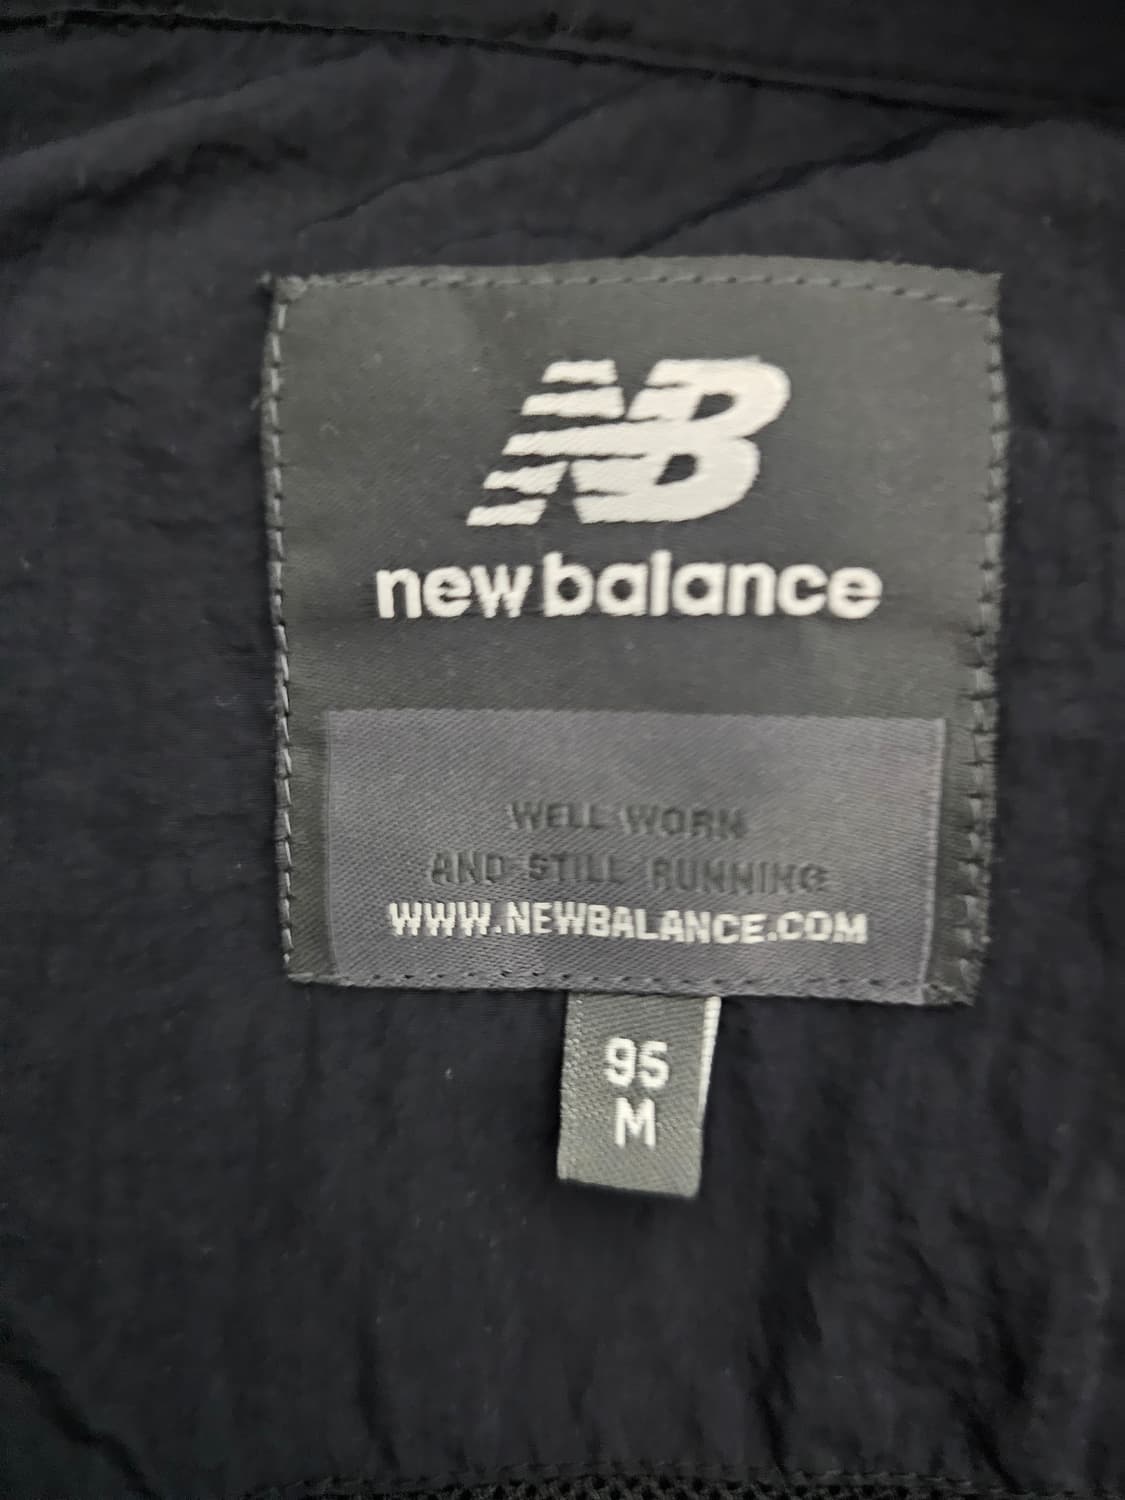 NB
new balance
WELL WORN
AND STILL RUNNING
WWW.NEWBALANCE.COM
95
M